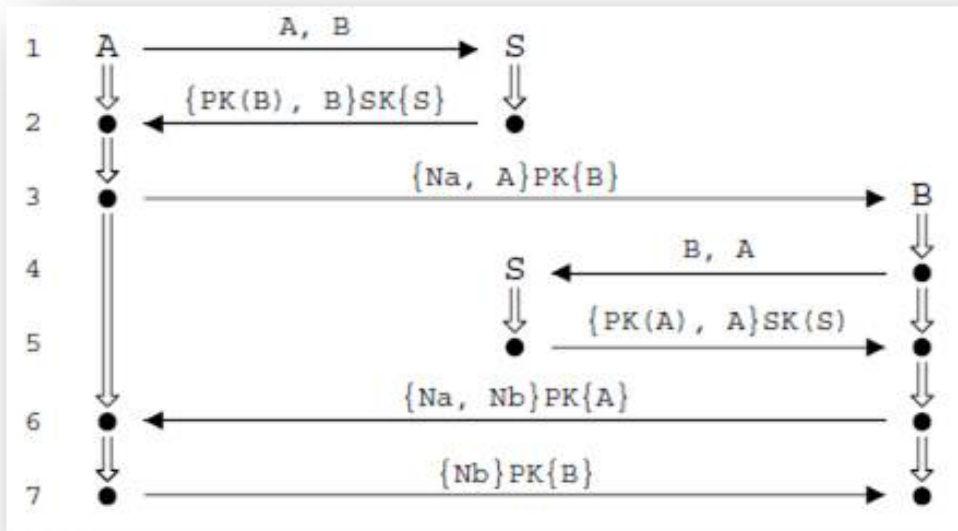 A, B
1 A S
{PK(B), B}SK{S}
2
{Na, A}PK{B}
3 B
B, A
4 S
{PK(A), A}SK(S)
5
{Na, Nb}PK{A}
6
{Nb}PK{B}
7